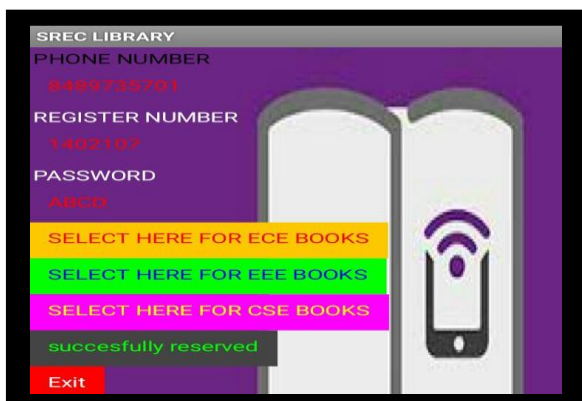 SREC LIBRARY
PHONE NUMBER
8489735701
REGISTER NUMBER
1402107
PASSWORD
ABCD
SELECT HERE FOR ECE BOOKS
SELECT HERE FOR EEE BOOKS
SELECT HERE FOR CSE BOOKS
succesfully reserved
Exit